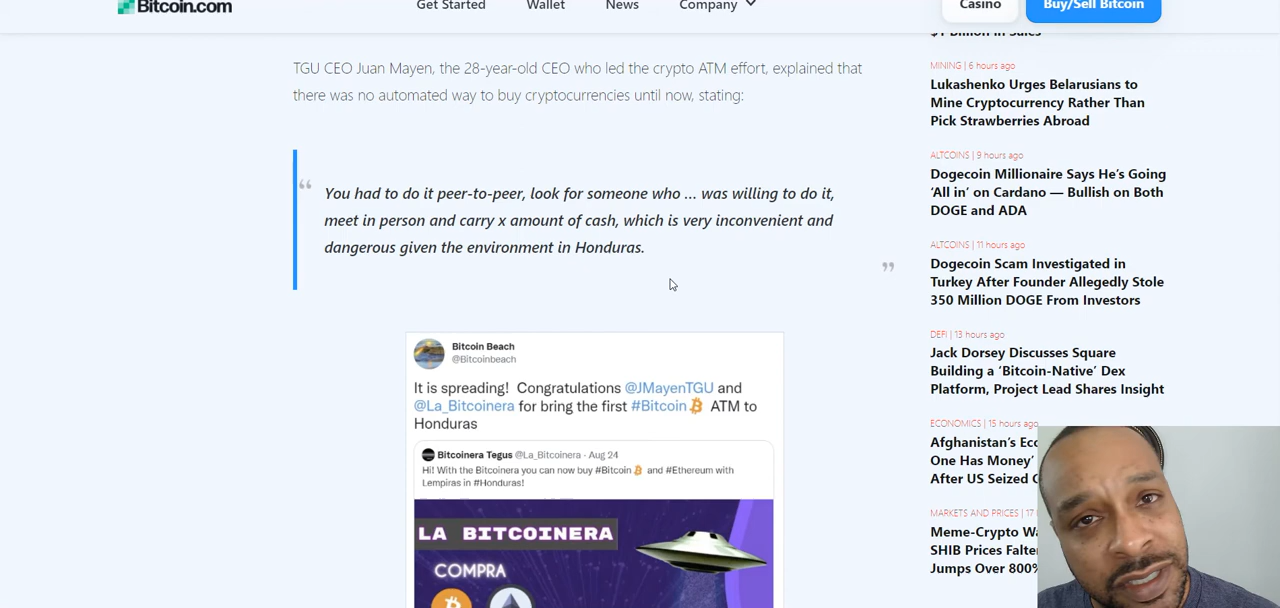 Bitcoin.com
Get Started
Wallet
News
Company
Casino
Buy/Sell Bitcoin
TGU CEO Juan Mayen, the 28-year-old CEO who led the crypto ATM effort, explained that
there was no automated way to buy cryptocurrencies until now, stating:
“
You had to do it peer-to-peer, look for someone who ... was willing to do it,
meet in person and carry x amount of cash, which is very inconvenient and
dangerous given the environment in Honduras.
”
Bitcoin Beach
@Bitcoinbeach
It is spreading! Congratulations @JMayenTGU and
@La_Bitcoinera for bring the first #Bitcoin ATM to
Honduras
Bitcoinera Tegus @La_Bitcoinera · Aug 24
Hi! With the Bitcoinera you can now buy #Bitcoin and #Ethereum with
Lempiras in #Honduras!
LA BITCOINERA
COMPRA
$1 Billion in Sales
MINING | 6 hours ago
Lukashenko Urges Belarusians to
Mine Cryptocurrency Rather Than
Pick Strawberries Abroad
ALTCOINS | 9 hours ago
Dogecoin Millionaire Says He's Going
'All in' on Cardano — Bullish on Both
DOGE and ADA
ALTCOINS | 11 hours ago
Dogecoin Scam Investigated in
Turkey After Founder Allegedly Stole
350 Million DOGE From Investors
DEFI | 13 hours ago
Jack Dorsey Discusses Square
Building a 'Bitcoin-Native' Dex
Platform, Project Lead Shares Insight
ECONOMICS | 15 hours ago
Afghanistan's
One Has Money'
After US Seized
MARKETS AND PRICES | 17
Meme-Crypto
SHIB Prices
Jumps Over 800%